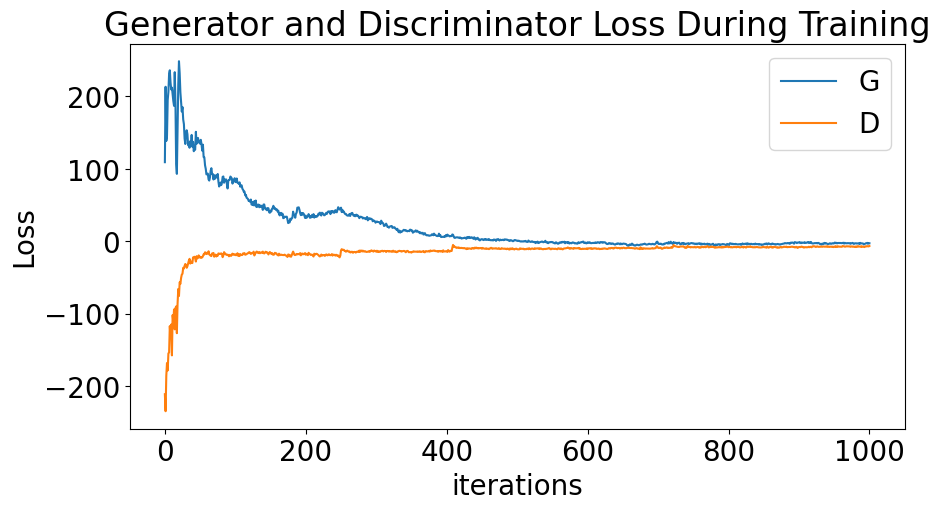 Generator and Discriminator Loss During Training
G
D
200
100
0
−100
−200
Loss
0 200 400 600 800 1000
iterations